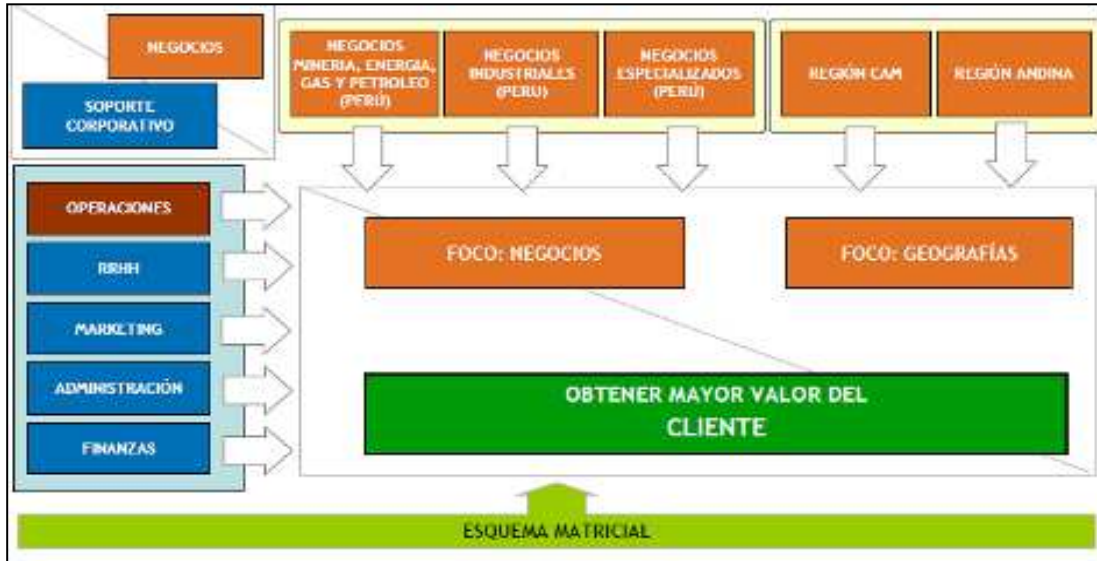 NEGOCIOS
SOPORTE
CORPORATIVO
NEGOCIOS
MINERIA, ENERGIA,
GAS Y PETROLEO
(PERÚ)
NEGOCIOS
INDUSTRIALES
(PERU)
NEGOCIOS
ESPECIALIZADOS
(PERÚ)
REGIÓN CAM
REGIÓN ANDINA
OPERACIONES
RRHH
MARKETING
ADMINISTRACIÓN
FINANZAS
FOCO: NEGOCIOS
FOCO: GEOGRAFÍAS
OBTENER MAYOR VALOR DEL
CLIENTE
ESQUEMA MATRICIAL